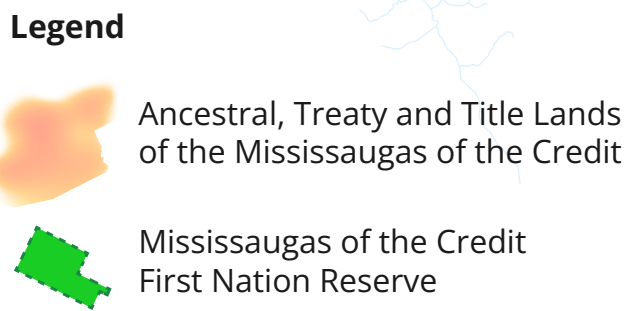 Legend
Ancestral, Treaty and Title Lands
of the Mississaugas of the Credit
Mississaugas of the Credit
First Nation Reserve